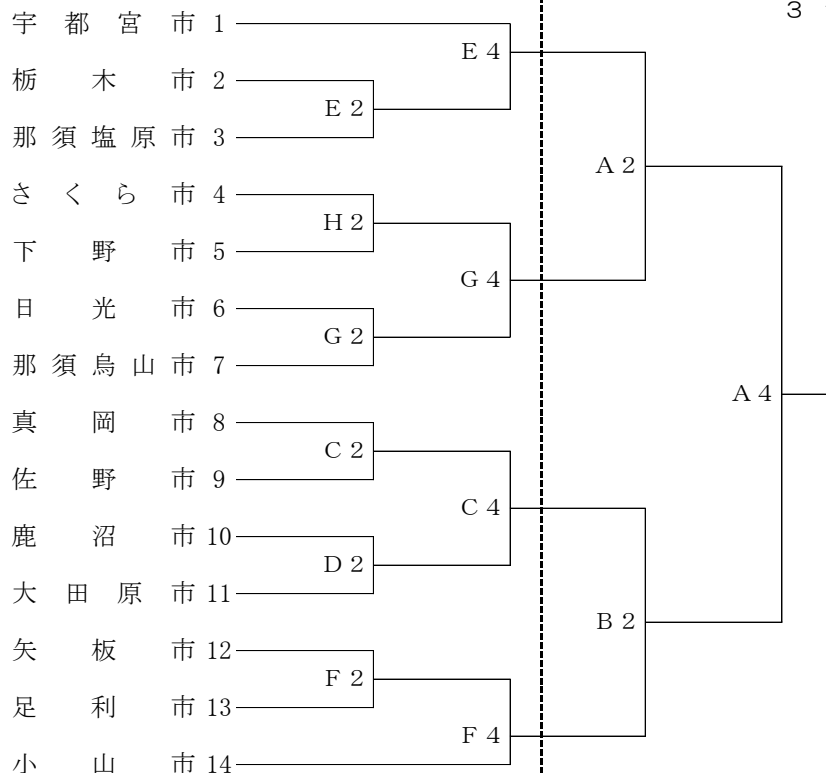 3
宇都宮市 1
E 4
栃木市 2
E 2
那須塩原市 3
A 2
さくら市 4
H 2
下野市 5
G 4
日光市 6
G 2
那須烏山市 7
A 4
真岡市 8
C 2
佐野市 9
C 4
鹿沼市 10
D 2
大田原市 11
B 2
矢板市 12
F 2
足利市 13
F 4
小山市 14